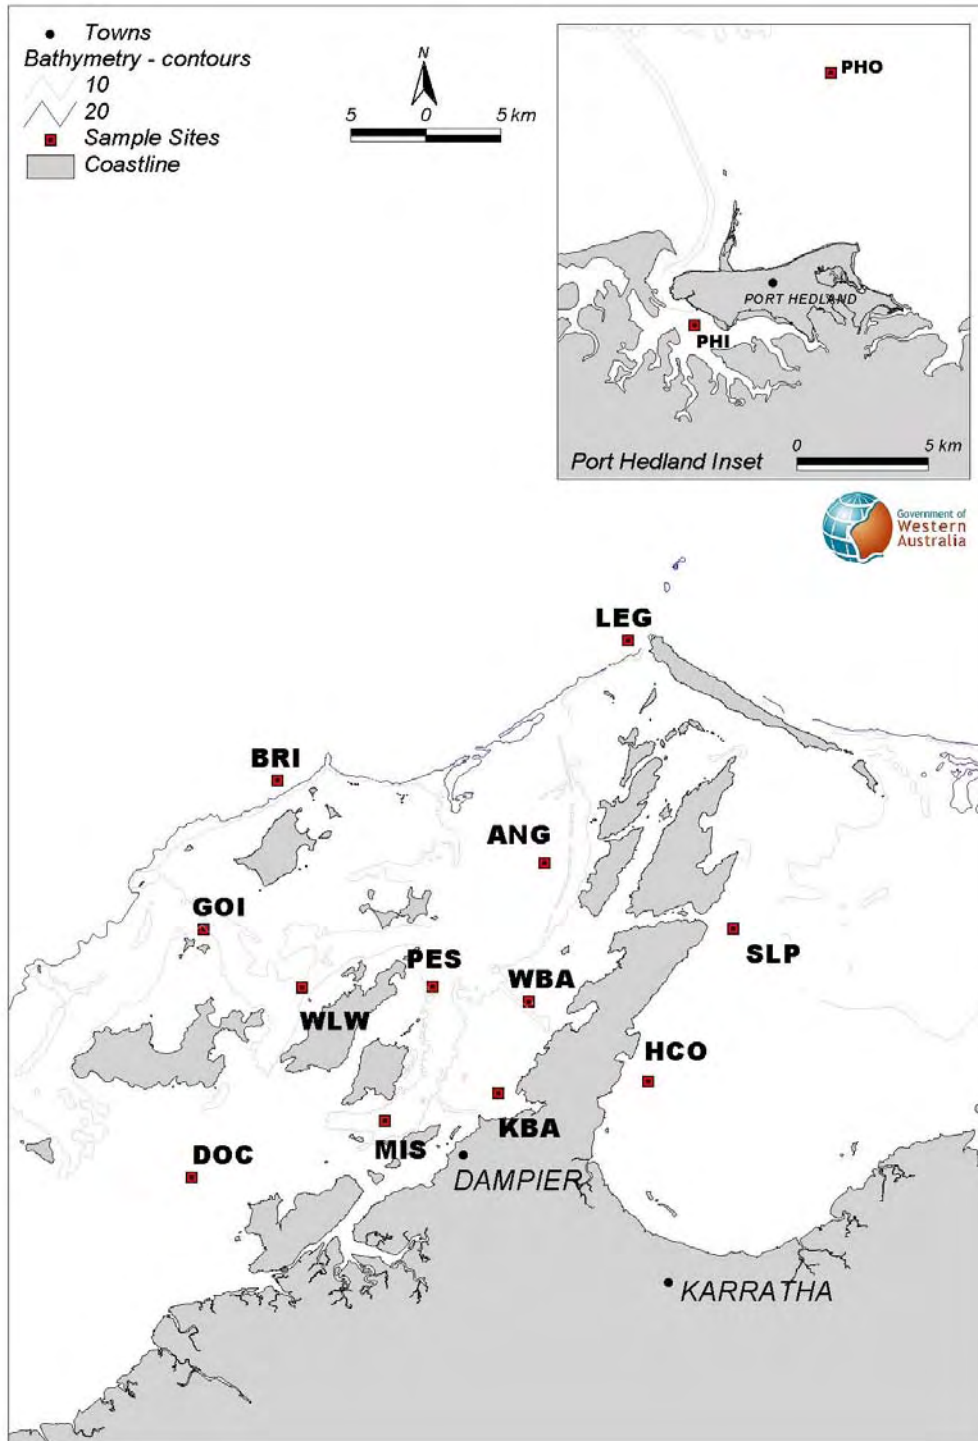 Towns
Bathymetry - contours
10
20
Sample Sites
Coastline
N
5 0 5 km
PHO
PORT HEDLAND
PHI
0 5 km
Port Hedland Inset
Government of
Western
Australia
LEG
BRI
ANG
GOI
PES
WBA
SLP
WLW
HCO
KBA
MIS
DOC
DAMPIER
KARRATHA